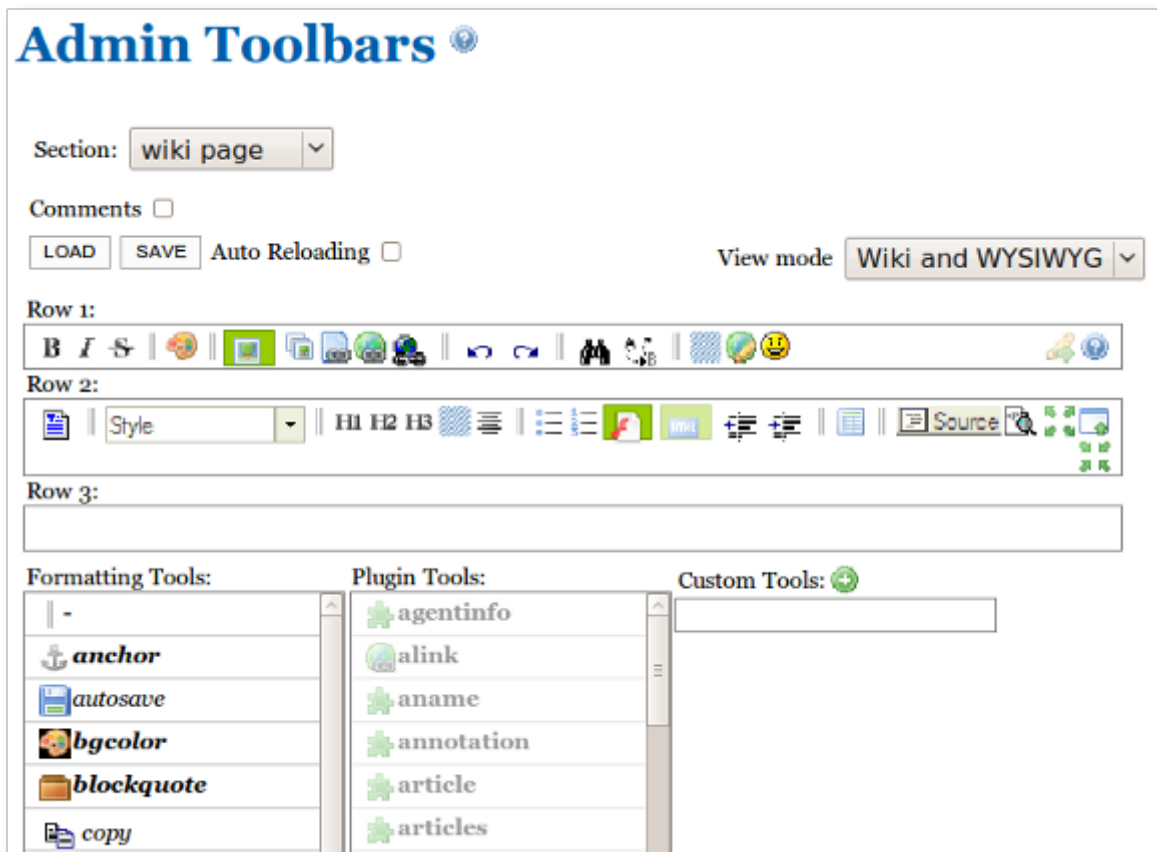 Admin Toolbars
Section: wiki page
Comments
LOAD SAVE Auto Reloading View mode Wiki and WYSIWYG
Row 1:
B I S
Row 2:
Style H1 H2 H3 Source
Row 3:
Formatting Tools: Plugin Tools: Custom Tools:
- agentinfo
anchor alink
autosave aname
bgcolor annotation
blockquote article
copy articles